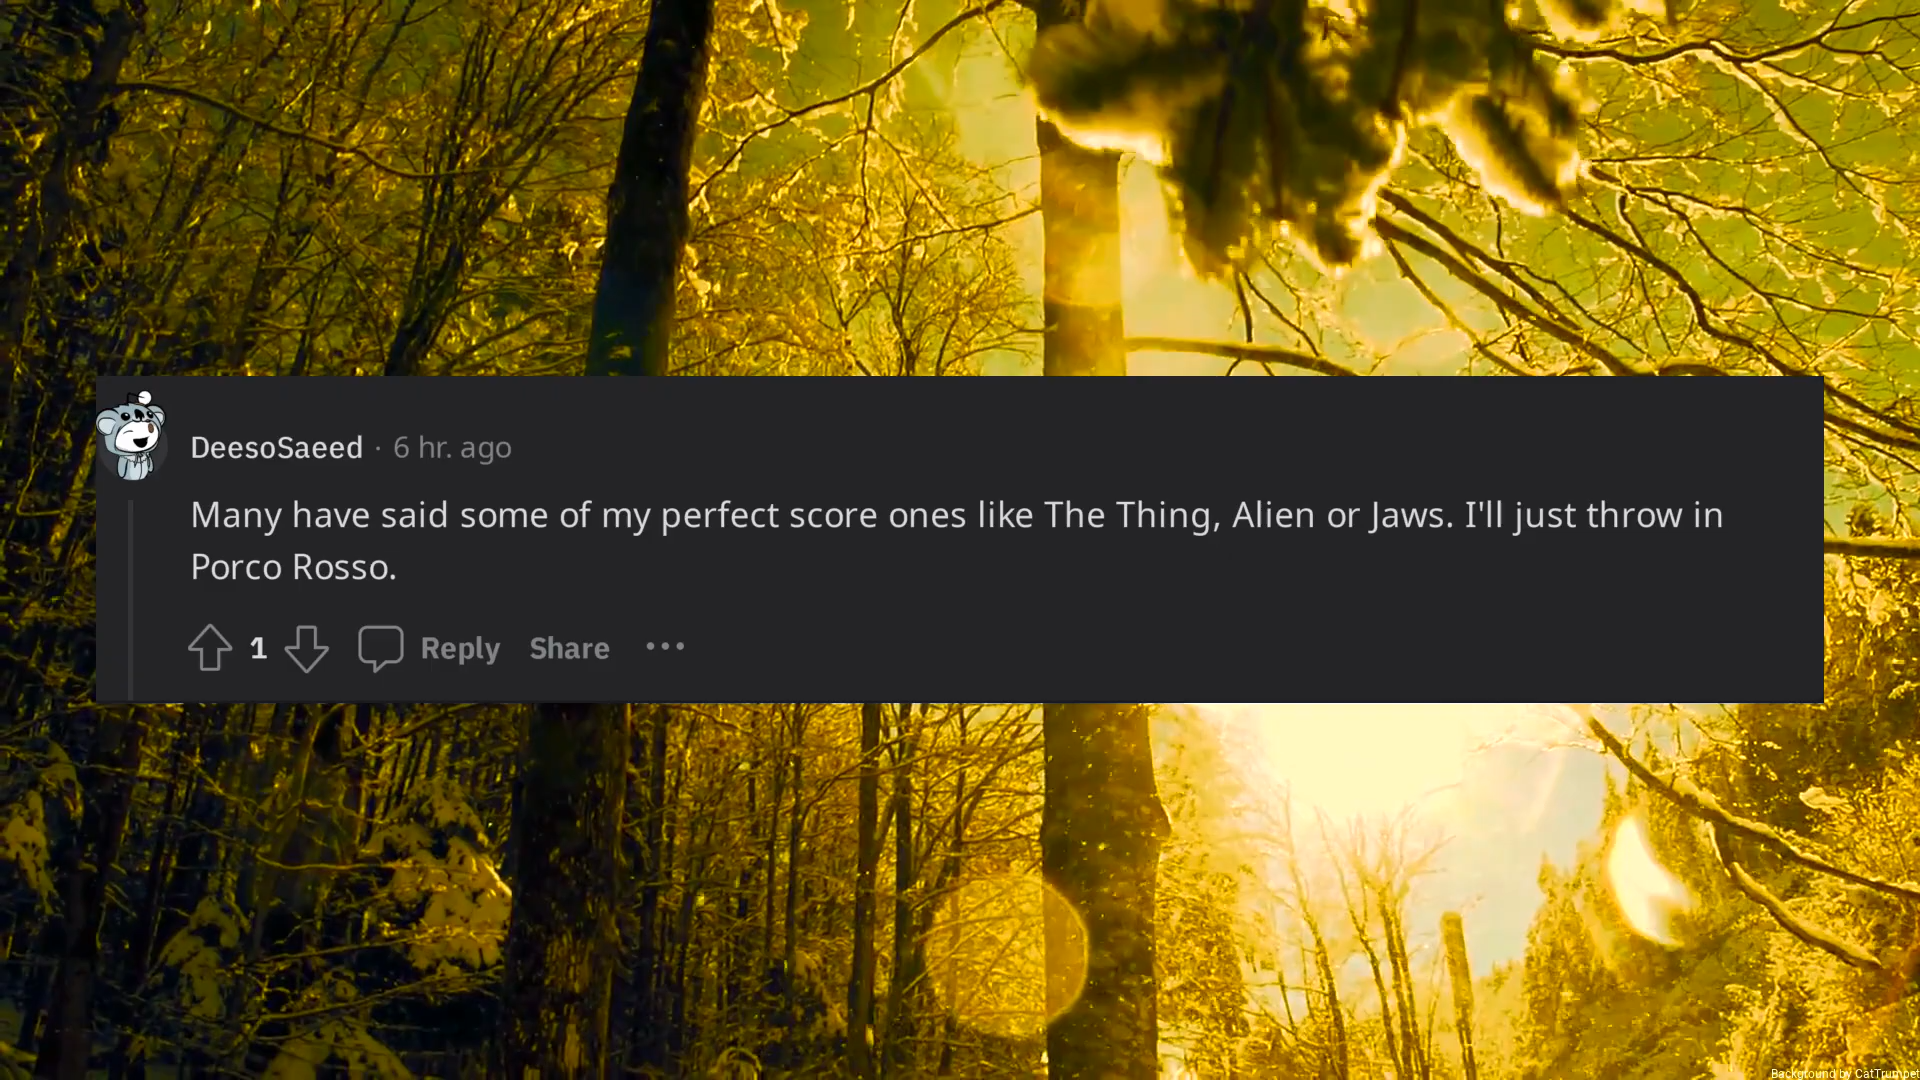 DeesoSaeed · 6 hr. ago
Many have said some of my perfect score ones like The Thing, Alien or Jaws. I'll just throw in
Porco Rosso.
1 Reply Share ···
Background by CatTrumpet